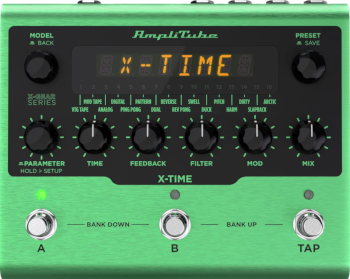 MODEL
BACK
AmpliTube
PRESET
SAVE
X-TIME
X-GEAR
SERIES
MOD TAPE DIGITAL PATTERN REVERSE SWELL PITCH DIRTY ARCTIC
VTG TAPE ANALOG PING PONG DUAL REV PONG DUCK HARM SLAPBACK
PARAMETER
HOLD > SETUP
TIME
FEEDBACK
FILTER
MOD
MIX
X-TIME
BANK DOWN
BANK UP
A
B
TAP